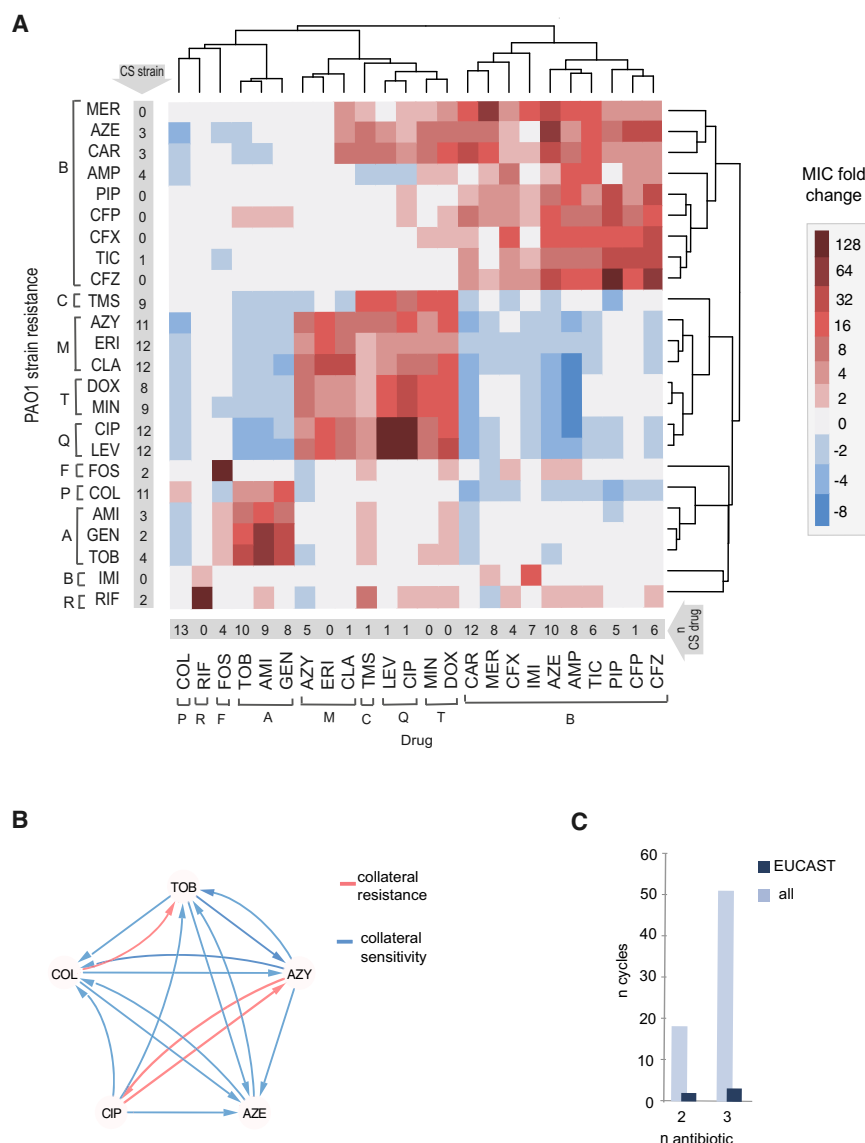 A
CS strain
MER 0
AZE 3
CAR 3
AMP 4
PIP 0
CFP 0
CFX 0
TIC 1
CFZ 0
B
C TMS 9
AZY 11
ERI 12
CLA 12
M
DOX 8
MIN 9
T
CIP 12
LEV 12
Q
F FOS 2
P COL 11
AMI 3
GEN 2
TOB 4
A
B IMI 0
R RIF 2
PAO1 strain resistance
MIC fold
change
128
64
32
16
8
4
2
0
-2
-4
-8
13 0 4 10 9 8 5 0 1 1 1 1 0 0 12 8 4 7 10 8 6 5 1 6
n
CS drug
COL RIF FOS TOB AMI GEN AZY ERI CLA TMS LEV CIP MIN DOX CAR MER CFX IMI AZE AMP TIC PIP CFP CFZ
P R F A M C Q T B
Drug
B
TOB
COL
AZY
CIP
AZE
collateral
resistance
collateral
sensitivity
C
60
50
40
30
20
10
0
n cycles
2 3
n antibiotic
EUCAST
all